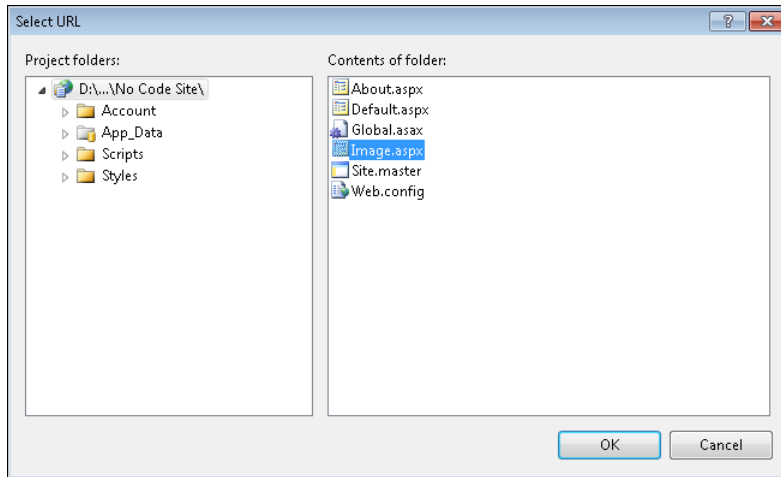 Select URL
Project folders:
D:\...\No Code Site\
Account
App_Data
Scripts
Styles
Contents of folder:
About.aspx
Default.aspx
Global.asax
Image.aspx
Site.master
Web.config
OK
Cancel